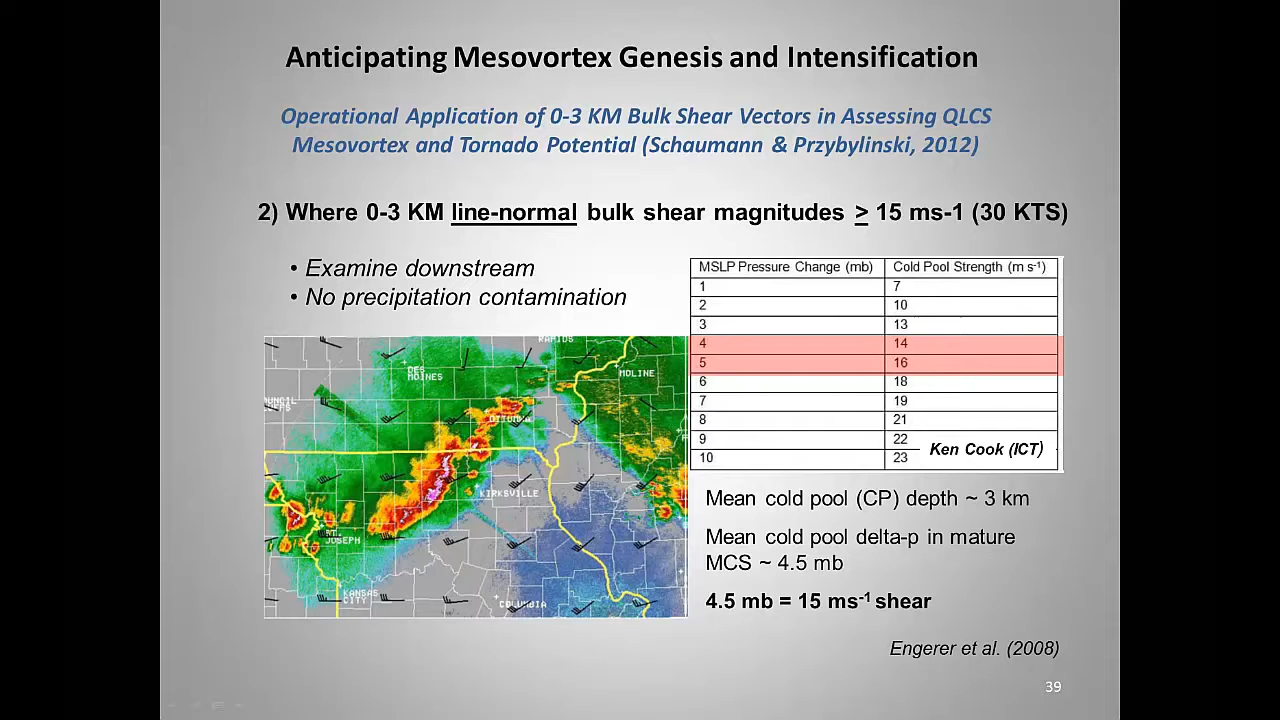 Anticipating Mesovortex Genesis and Intensification
Operational Application of 0-3 KM Bulk Shear Vectors in Assessing QLCS
Mesovortex and Tornado Potential (Schaumann & Przybylinski, 2012)
2) Where 0-3 KM line-normal bulk shear magnitudes ≥ 15 ms-1 (30 KTS)
• Examine downstream
• No precipitation contamination
MSLP Pressure Change (mb) Cold Pool Strength (m s-1)
1 7
2 10
3 13
4 14
5 16
6 18
7 19
8 21
9 22
10 23
Ken Cook (ICT)
RAPIDS
DES
MOINES
MOLINE
OTTUMWA
KIRKSVILLE
ST.
JOSEPH
KANSAS
CITY
COLUMBIA
Mean cold pool (CP) depth ~ 3 km
Mean cold pool delta-p in mature
MCS ~ 4.5 mb
4.5 mb = 15 ms-1 shear
Engerer et al. (2008)
39